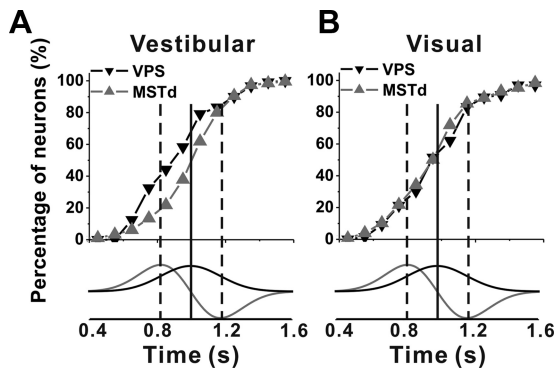 A
Vestibular
VPS
MSTd
Percentage of neurons (%)
100
80
60
40
20
0
0.4 0.8 1.2 1.6
Time (s)
B
Visual
VPS
MSTd
100
80
60
40
20
0
0.4 0.8 1.2 1.6
Time (s)